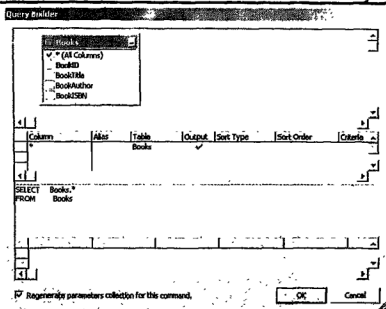 Query Builder
Books
* (All Columns)
BookID
BookTitle
BookAuthor
BookISBN
Column Alias Table Output Sort Type Sort Order Criteria
* Books
SELECT Books.*
FROM Books
Regenerate parameters collection for this command.
OK Cancel